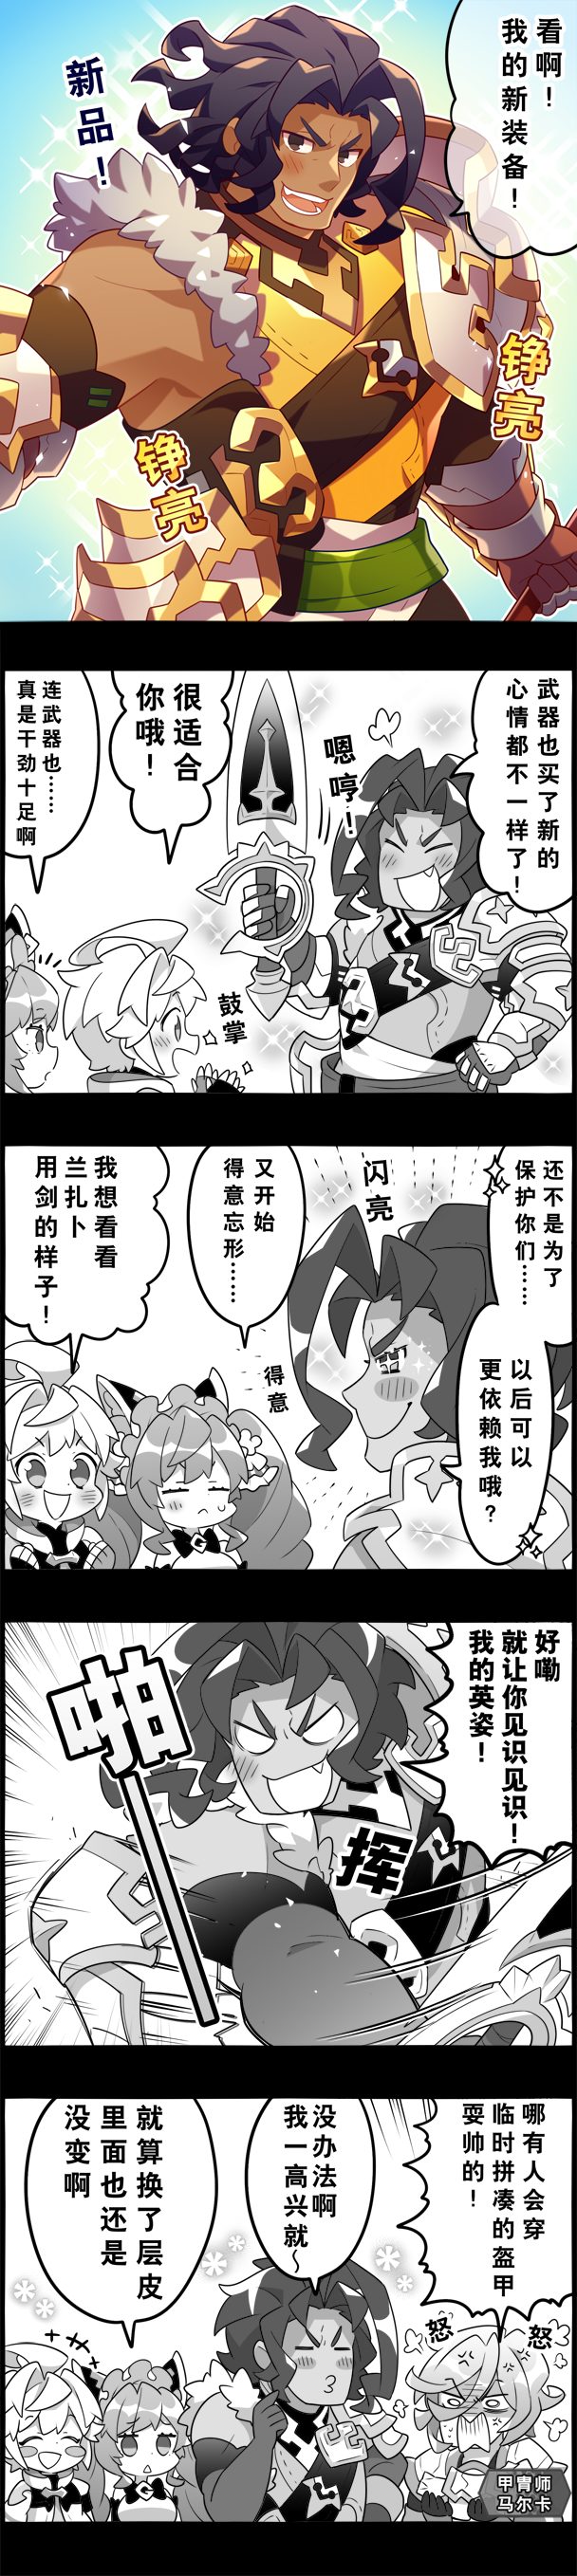 看啊！
我的新装备！
新品！
铮亮
铮亮
武器也买了新的
心情都不一样了！
嗯哼！
很适合
你哦！
连武器也……
真是干劲十足啊
鼓掌
还不是为了
保护你们……
以后可以
更依赖我哦？
闪亮
又开始
得意忘形……
得意
我想看看
兰扎卜
用剑的样子！
好嘞
就让你见识见识！
我的英姿！
啪
挥
哪有人会穿
临时拼凑的盔甲
耍帅的！
怒
怒
没办法啊
我一高兴就～
就算换了层皮
里面也还是
没变啊
甲胄师
马尔卡